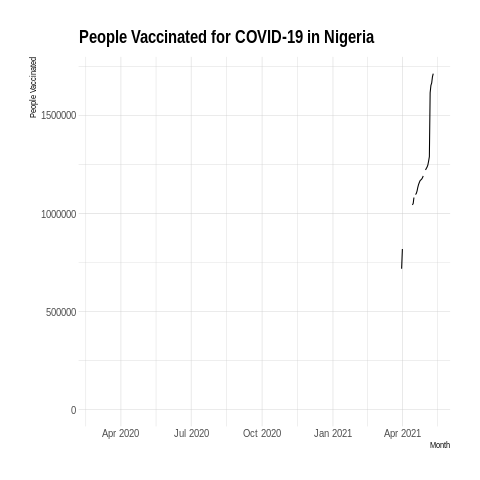 People Vaccinated for COVID-19 in Nigeria
People Vaccinated
1500000
1000000
500000
0
Apr 2020 Jul 2020 Oct 2020 Jan 2021 Apr 2021
Month